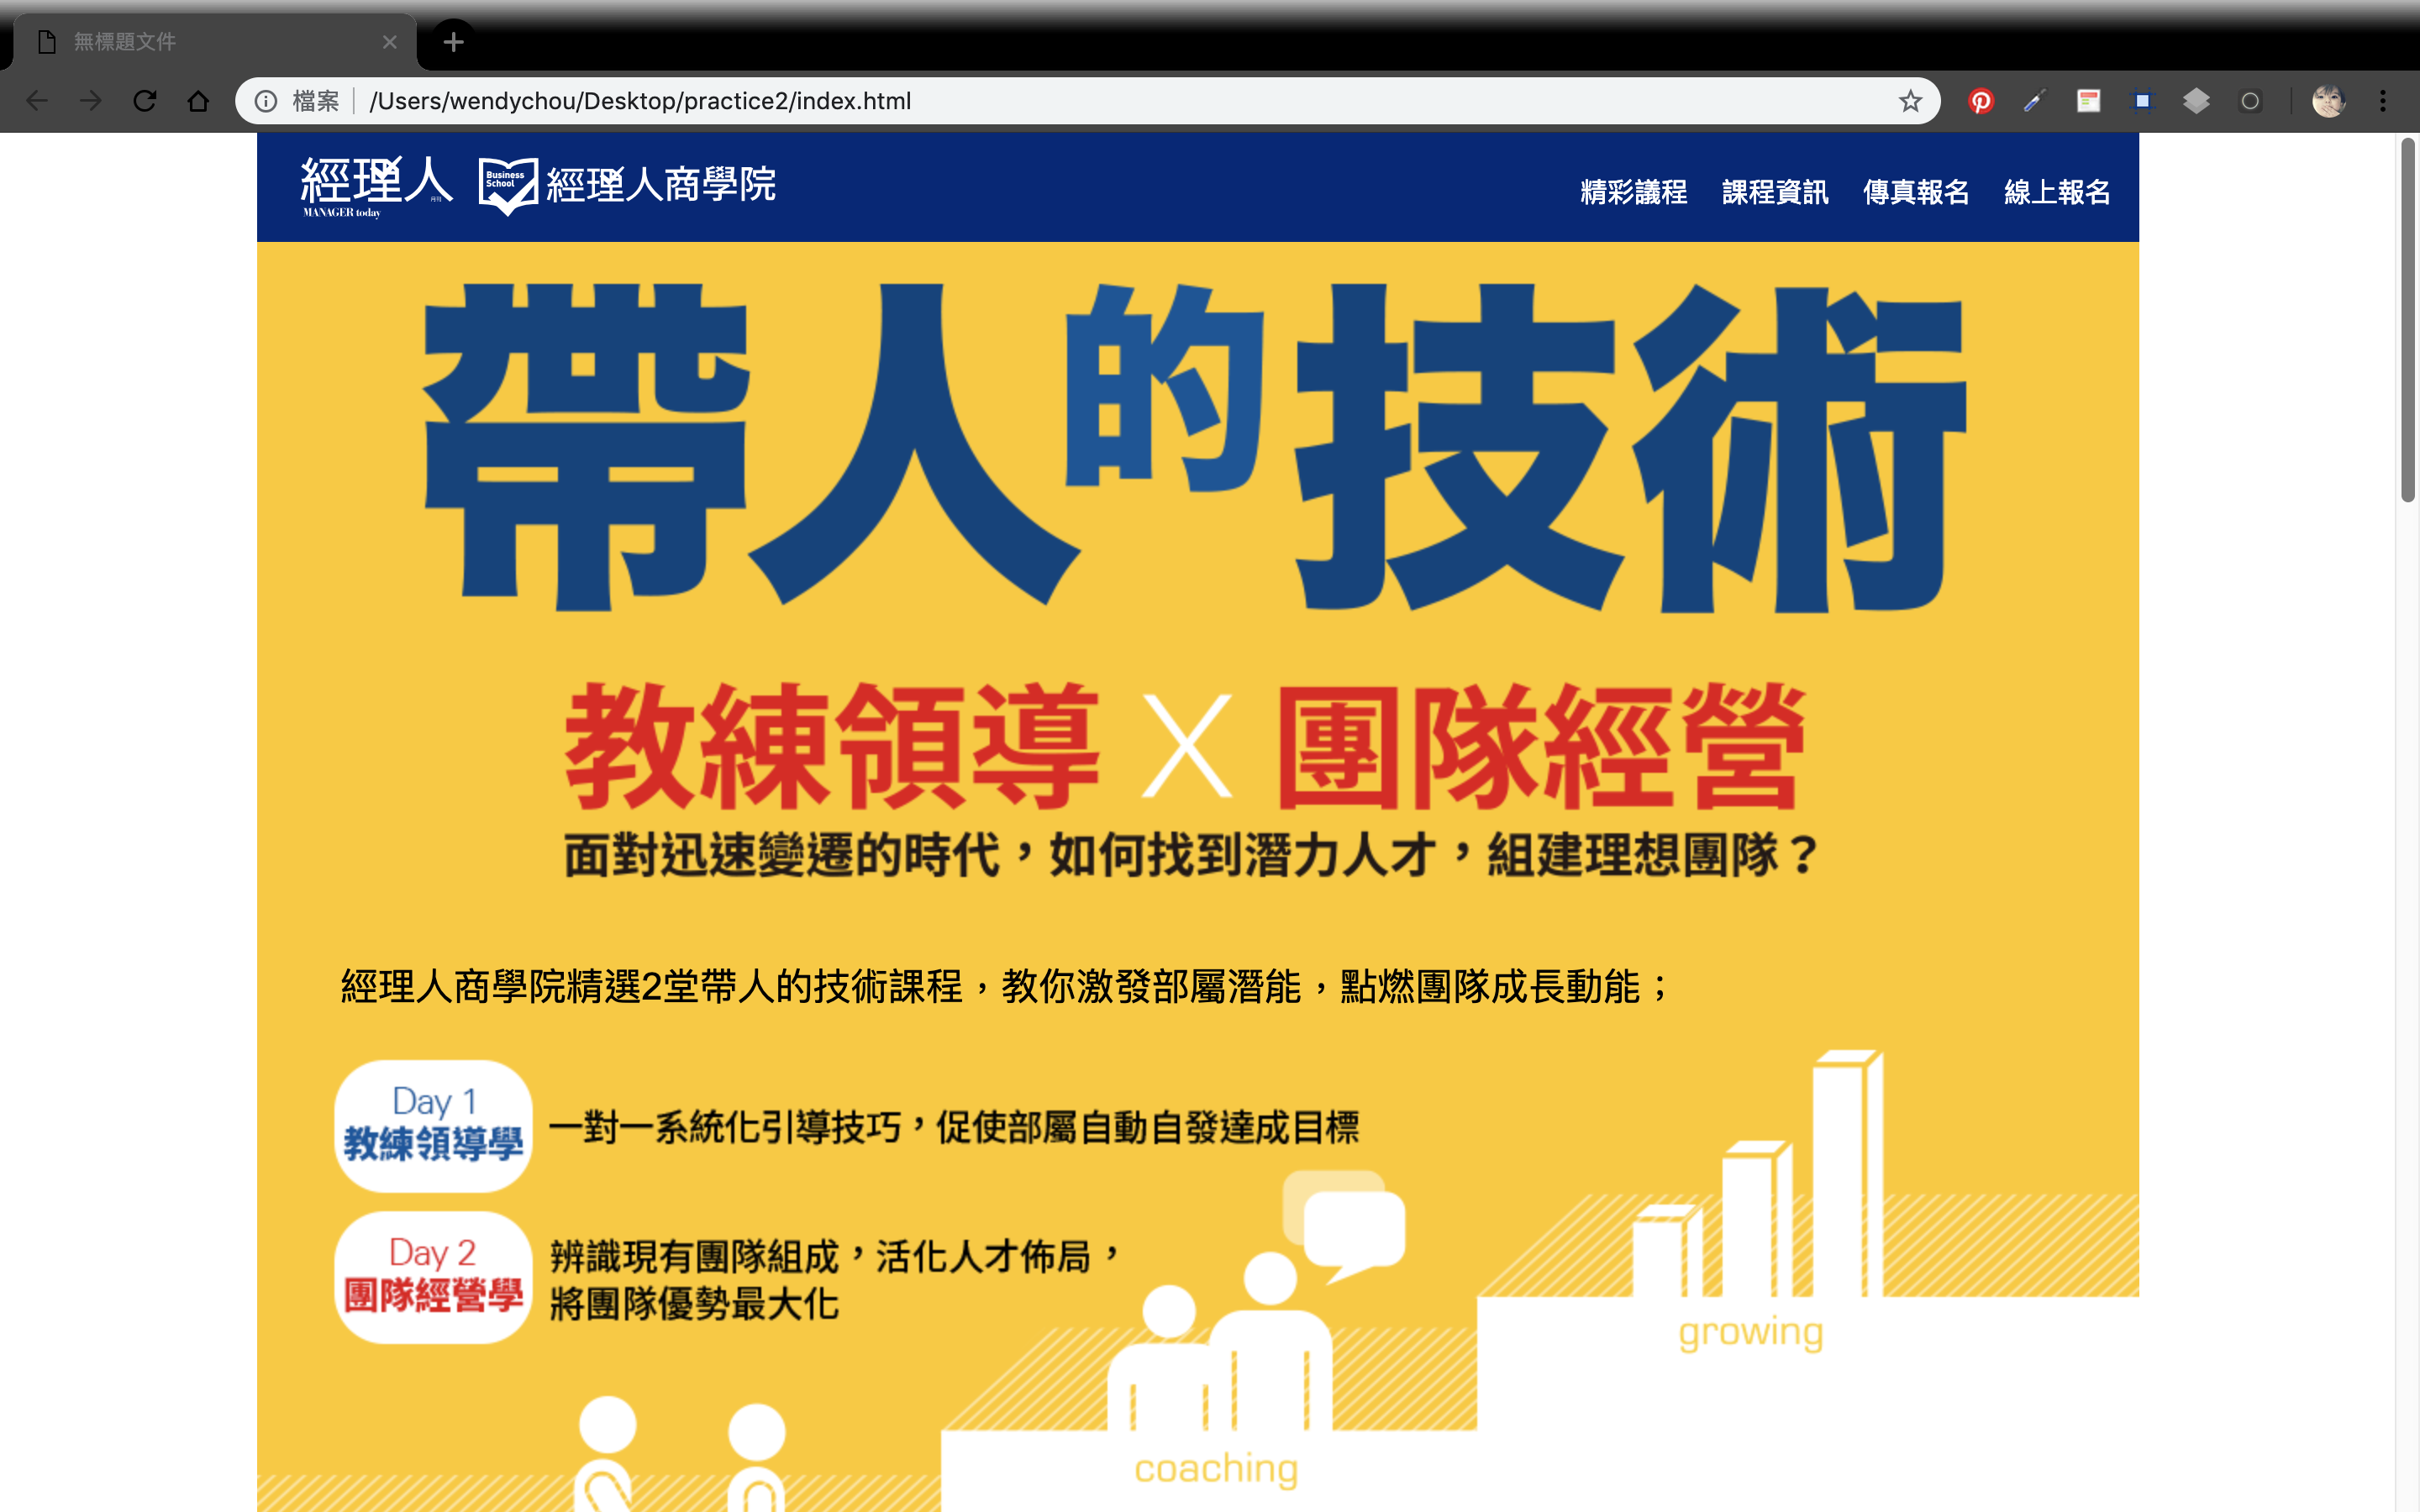 無標題文件
檔案 /Users/wendychou/Desktop/practice2/index.html
經理人 月刊
MANAGER today
Business School
經理人商學院
精彩議程 課程資訊 傳真報名 線上報名
帶人的技術
教練領導 X 團隊經營
面對迅速變遷的時代，如何找到潛力人才，組建理想團隊？
經理人商學院精選2堂帶人的技術課程，教你激發部屬潛能，點燃團隊成長動能；
Day 1
教練領導學
一對一系統化引導技巧，促使部屬自動自發達成目標
Day 2
團隊經營學
辨識現有團隊組成，活化人才佈局，
將團隊優勢最大化
growing
coaching